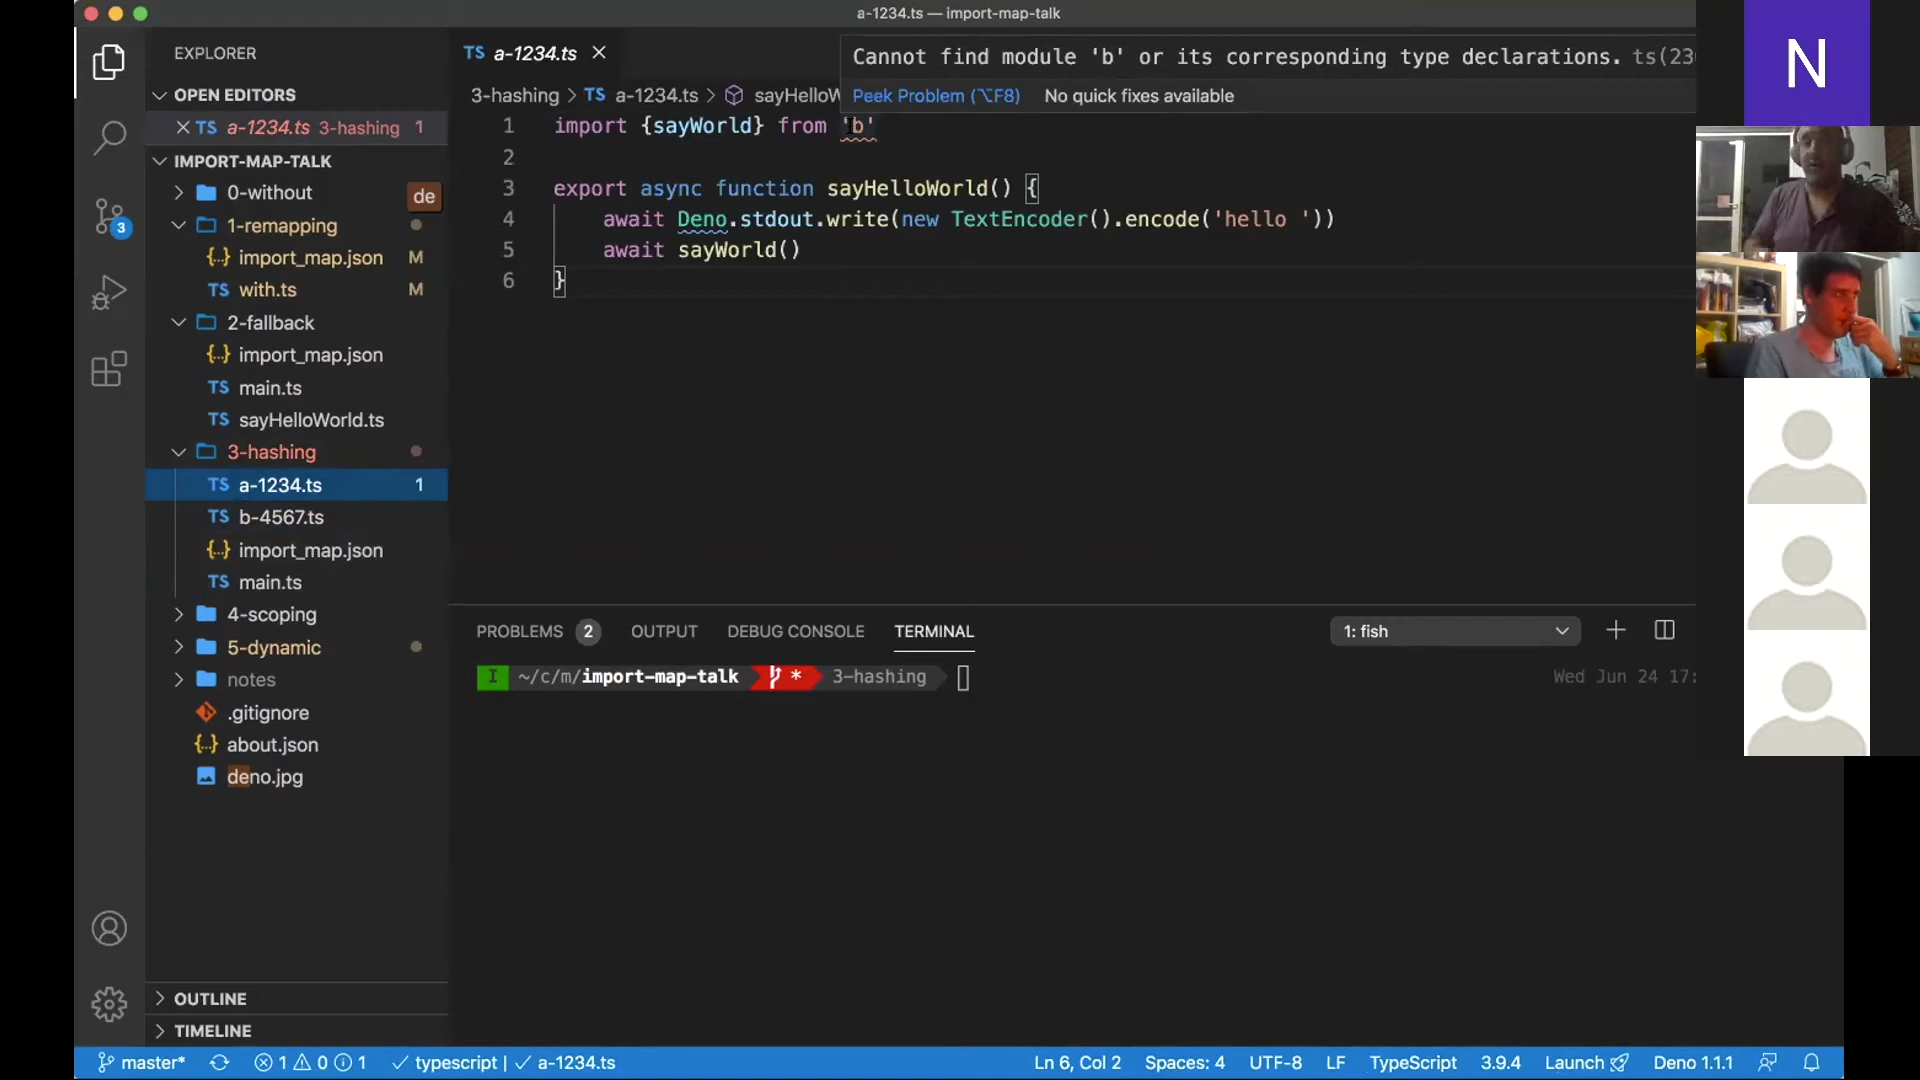 a-1234.ts — import-map-talk
EXPLORER
OPEN EDITORS
TS a-1234.ts 3-hashing 1
IMPORT-MAP-TALK
0-without
de
1-remapping
{..} import_map.json M
TS with.ts M
2-fallback
{..} import_map.json
TS main.ts
TS sayHelloWorld.ts
3-hashing
TS a-1234.ts 1
TS b-4567.ts
{..} import_map.json
TS main.ts
4-scoping
5-dynamic
notes
.gitignore
{..} about.json
deno.jpg
OUTLINE
TIMELINE
3
TS a-1234.ts
Cannot find module 'b' or its corresponding type declarations. ts(23
Peek Problem (⌥F8) No quick fixes available
3-hashing > TS a-1234.ts > sayHelloW
1 import {sayWorld} from 'b'
2
3 export async function sayHelloWorld() {
4 await Deno.stdout.write(new TextEncoder().encode('hello '))
5 await sayWorld()
6 }
PROBLEMS 2 OUTPUT DEBUG CONSOLE TERMINAL
1: fish
I ~/c/m/import-map-talk * 3-hashing
Wed Jun 24 17:
N
master* 1 0 1 typescript | a-1234.ts
Ln 6, Col 2 Spaces: 4 UTF-8 LF TypeScript 3.9.4 Launch Deno 1.1.1